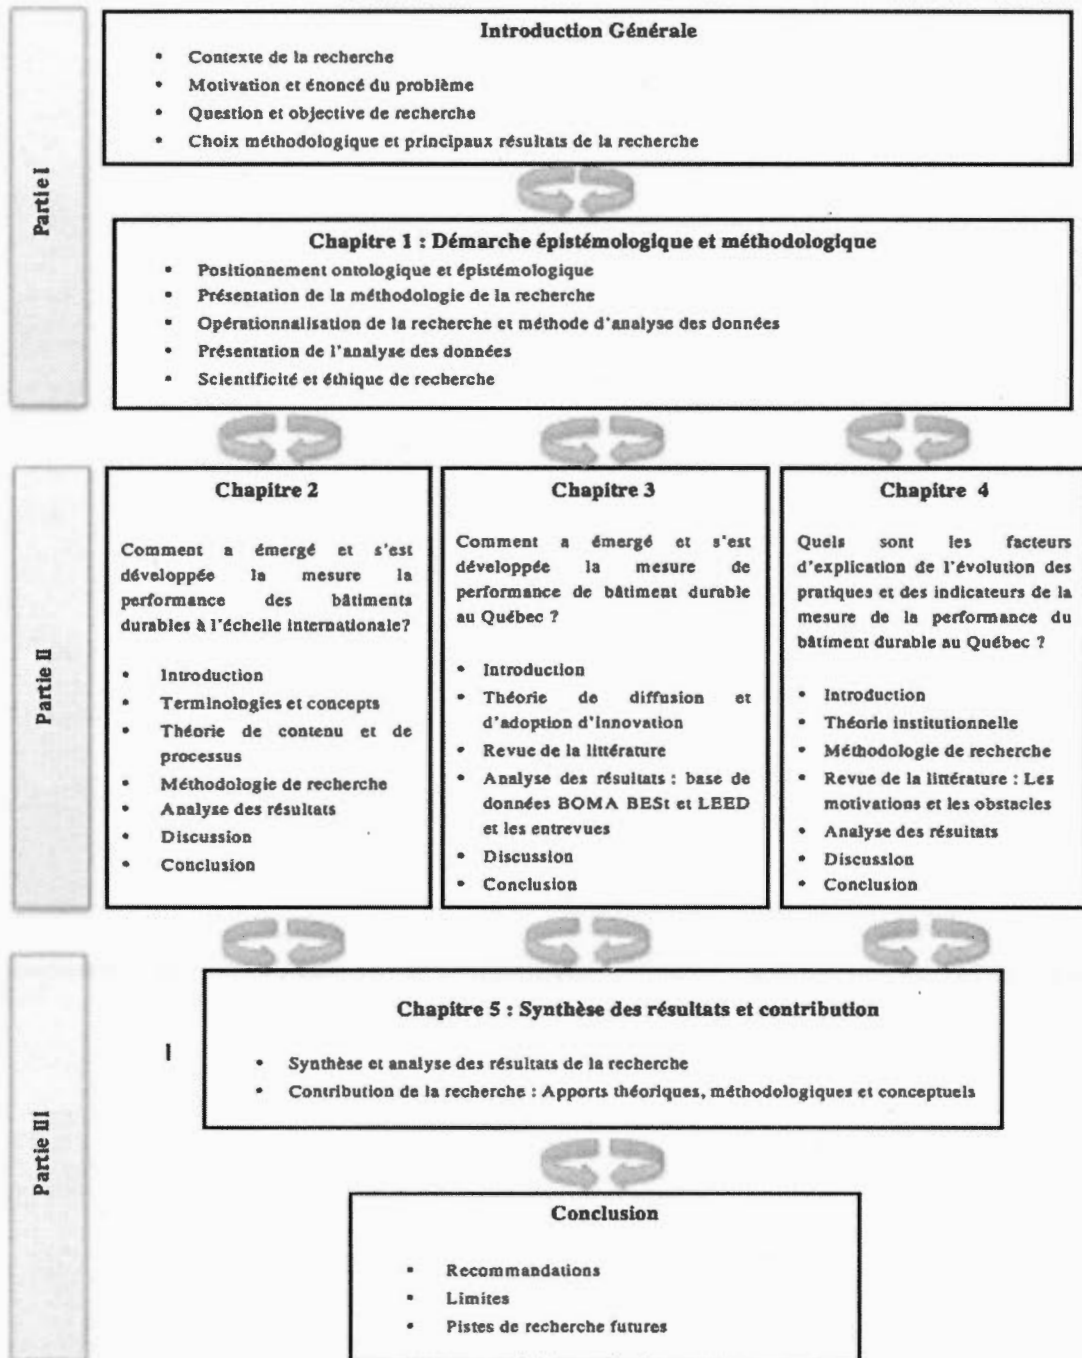 Partie I
Introduction Générale
• Contexte de la recherche
• Motivation et énoncé du problème
• Question et objective de recherche
• Choix méthodologique et principaux résultats de la recherche
Chapitre 1 : Démarche épistémologique et méthodologique
• Positionnement ontologique et épistémologique
• Présentation de la méthodologie de la recherche
• Opérationnalisation de la recherche et méthode d'analyse des données
• Présentation de l'analyse des données
• Scientificité et éthique de recherche
Partie II
Chapitre 2
Comment a émergé et s'est
développée la mesure la
performance des bâtiments
durables à l'échelle internationale?
• Introduction
• Terminologies et concepts
• Théorie de contenu et de
processus
• Méthodologie de recherche
• Analyse des résultats
• Discussion
• Conclusion
Chapitre 3
Comment a émergé et s'est
développée la mesure de
performance de bâtiment durable
au Québec ?
• Introduction
• Théorie de diffusion et
d'adoption d'Innovation
• Revue de la littérature
• Analyse des résultats : base de
données BOMA BESt et LEED
et les entrevues
• Discussion
• Conclusion
Chapitre 4
Quels sont les facteurs
d'explication de l'évolution des
pratiques et des indicateurs de la
mesure de la performance du
bâtiment durable au Québec ?
• Introduction
• Théorie institutionnelle
• Méthodologie de recherche
• Revue de la littérature : Les
motivations et les obstacles
• Analyse des résultats
• Discussion
• Conclusion
Partie III
Chapitre 5 : Synthèse des résultats et contribution
l
• Synthèse et analyse des résultats de la recherche
• Contribution de la recherche : Apports théoriques, méthodologiques et conceptuels
Conclusion
• Recommandations
• Limites
• Pistes de recherche futures